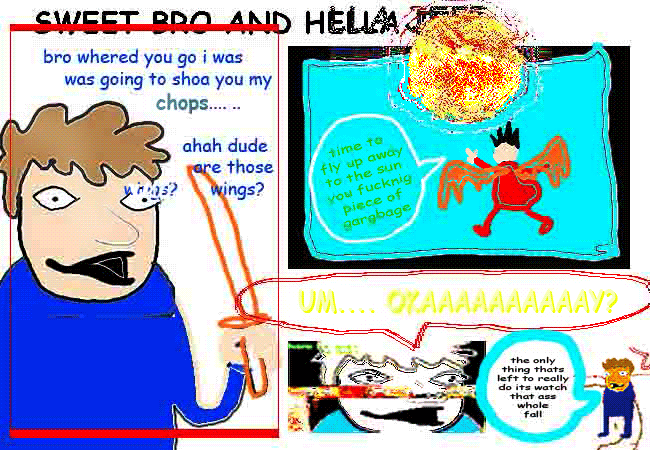 SWEET BRO AND HELLA
bro whered you go i was
was going to shoa you my
chops.... ..
ahah dude
are those
wings? wings?
time to
fly up away
to the sun
you fucknig
piece of
gargbage
UM.... OKAAAAAAAAAAY?
the only
thing thats
left to really
do its watch
that ass
whole
fall